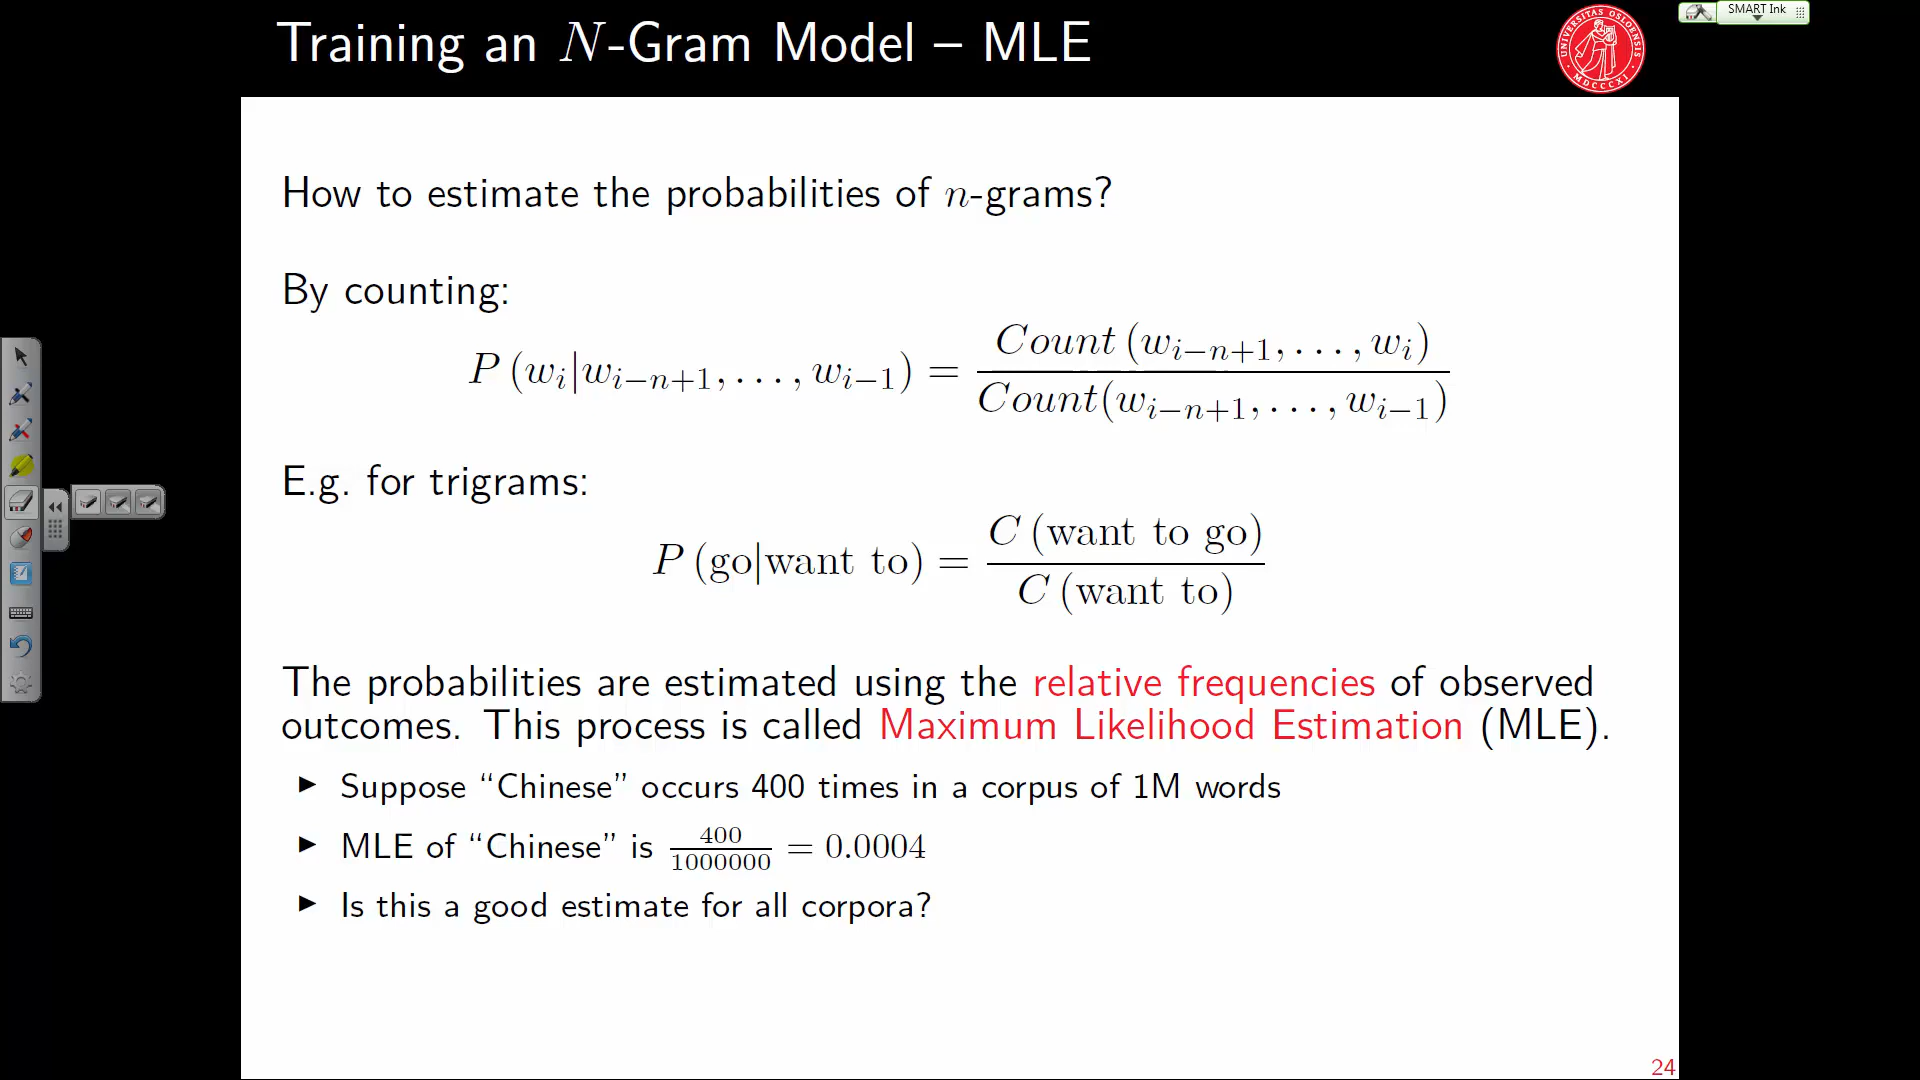 Training an N-Gram Model – MLE
UNIVERSITAS OSLOENSIS
MDCCCXI
SMART Ink
How to estimate the probabilities of n-grams?
By counting:
P (w_i|w_{i−n+1}, . . . , w_{i−1}) = Count (w_{i−n+1}, . . . , w_i) / Count(w_{i−n+1}, . . . , w_{i−1})
E.g. for trigrams:
P (go|want to) = C (want to go) / C (want to)
The probabilities are estimated using the relative frequencies of observed
outcomes. This process is called Maximum Likelihood Estimation (MLE).
▶ Suppose “Chinese” occurs 400 times in a corpus of 1M words
▶ MLE of “Chinese” is 400/1000000 = 0.0004
▶ Is this a good estimate for all corpora?
24